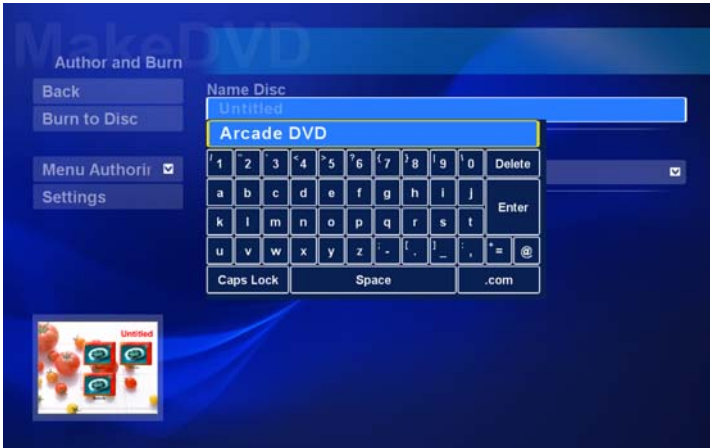 MakeDVD
Author and Burn
Back
Burn to Disc
Menu Authorin
Settings
Name Disc
Untitled
Arcade DVD
/ 1 2 3 < 4 > 5 ? 6 { 7 } 8 | 9 \ 0 Delete
a b c d e f g h i j
Enter
k l m n o p q r s t
u v w x y z ; - [ . ] _ : , = @
Caps Lock Space .com
Untitled